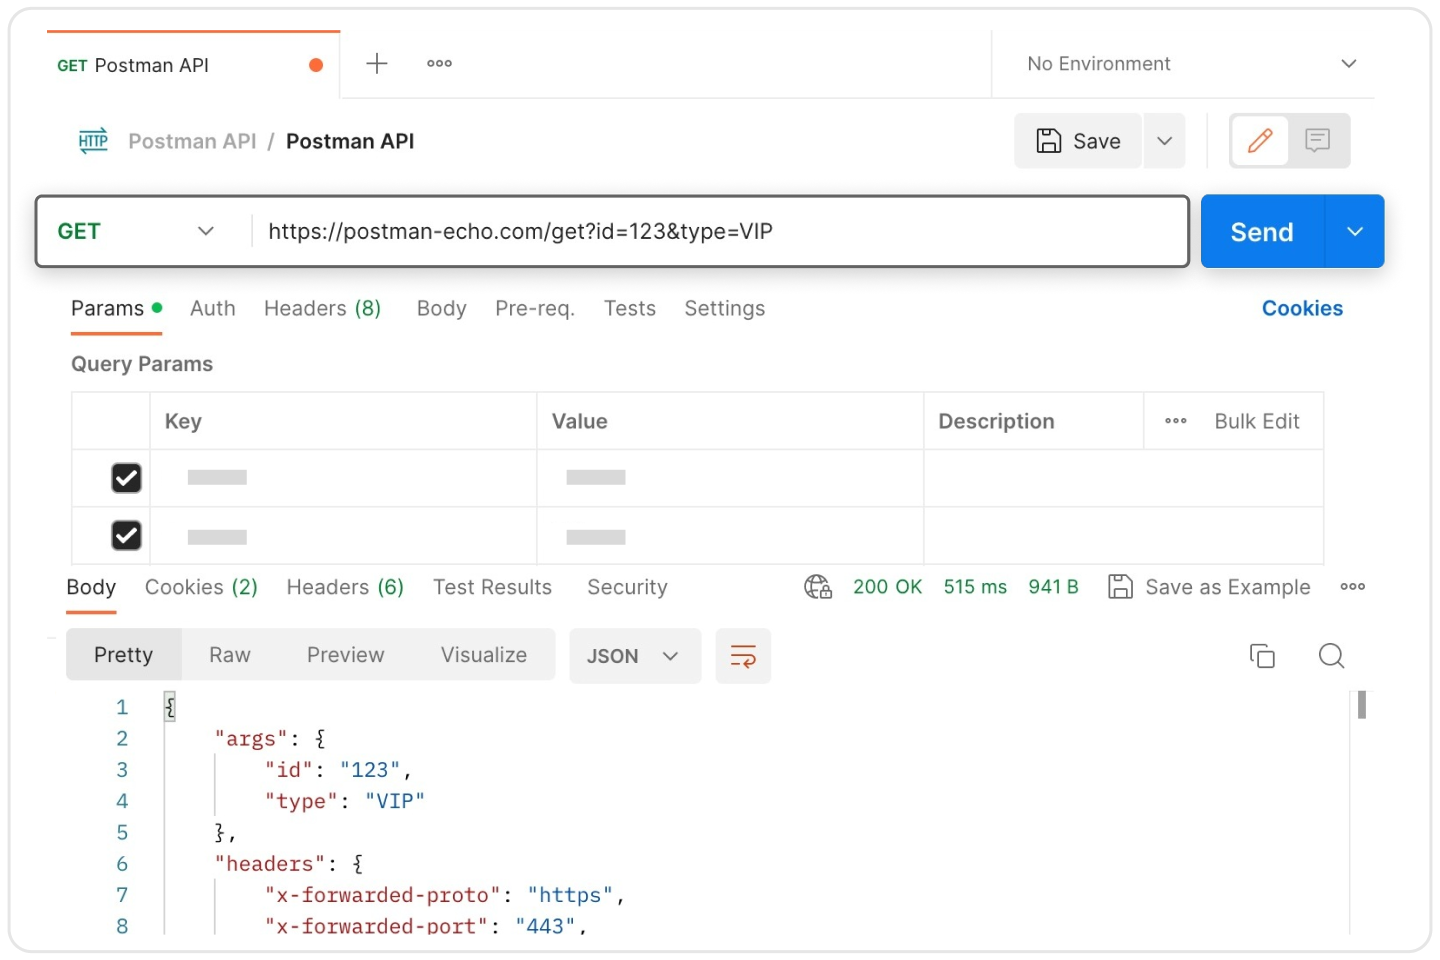 GET Postman API
No Environment
HTTP Postman API / Postman API
Save
GET https://postman-echo.com/get?id=123&type=VIP
Send
Params Auth Headers (8) Body Pre-req. Tests Settings Cookies
Query Params
Key Value Description Bulk Edit
Body Cookies (2) Headers (6) Test Results Security 200 OK 515 ms 941 B Save as Example
Pretty Raw Preview Visualize JSON
1 {
2 "args": {
3 "id": "123",
4 "type": "VIP"
5 },
6 "headers": {
7 "x-forwarded-proto": "https",
8 "x-forwarded-port": "443",